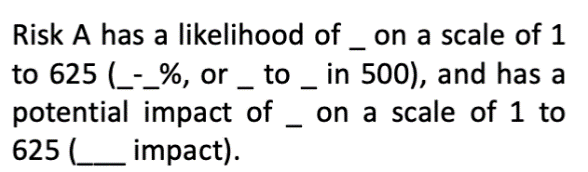 Risk A has a likelihood of _ on a scale of 1
to 625 (_-_%, or _ to _ in 500), and has a
potential impact of _ on a scale of 1 to
625 (___ impact).